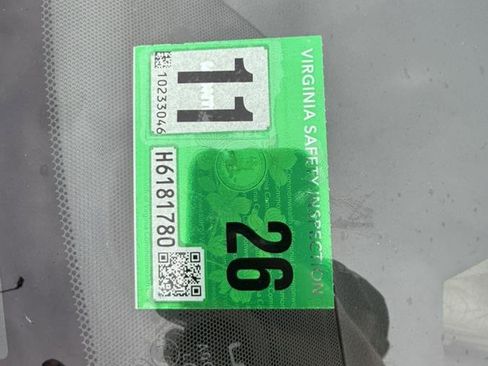 VIRGINIA SAFETY INSPECTION
11
10233046
H6181780
26